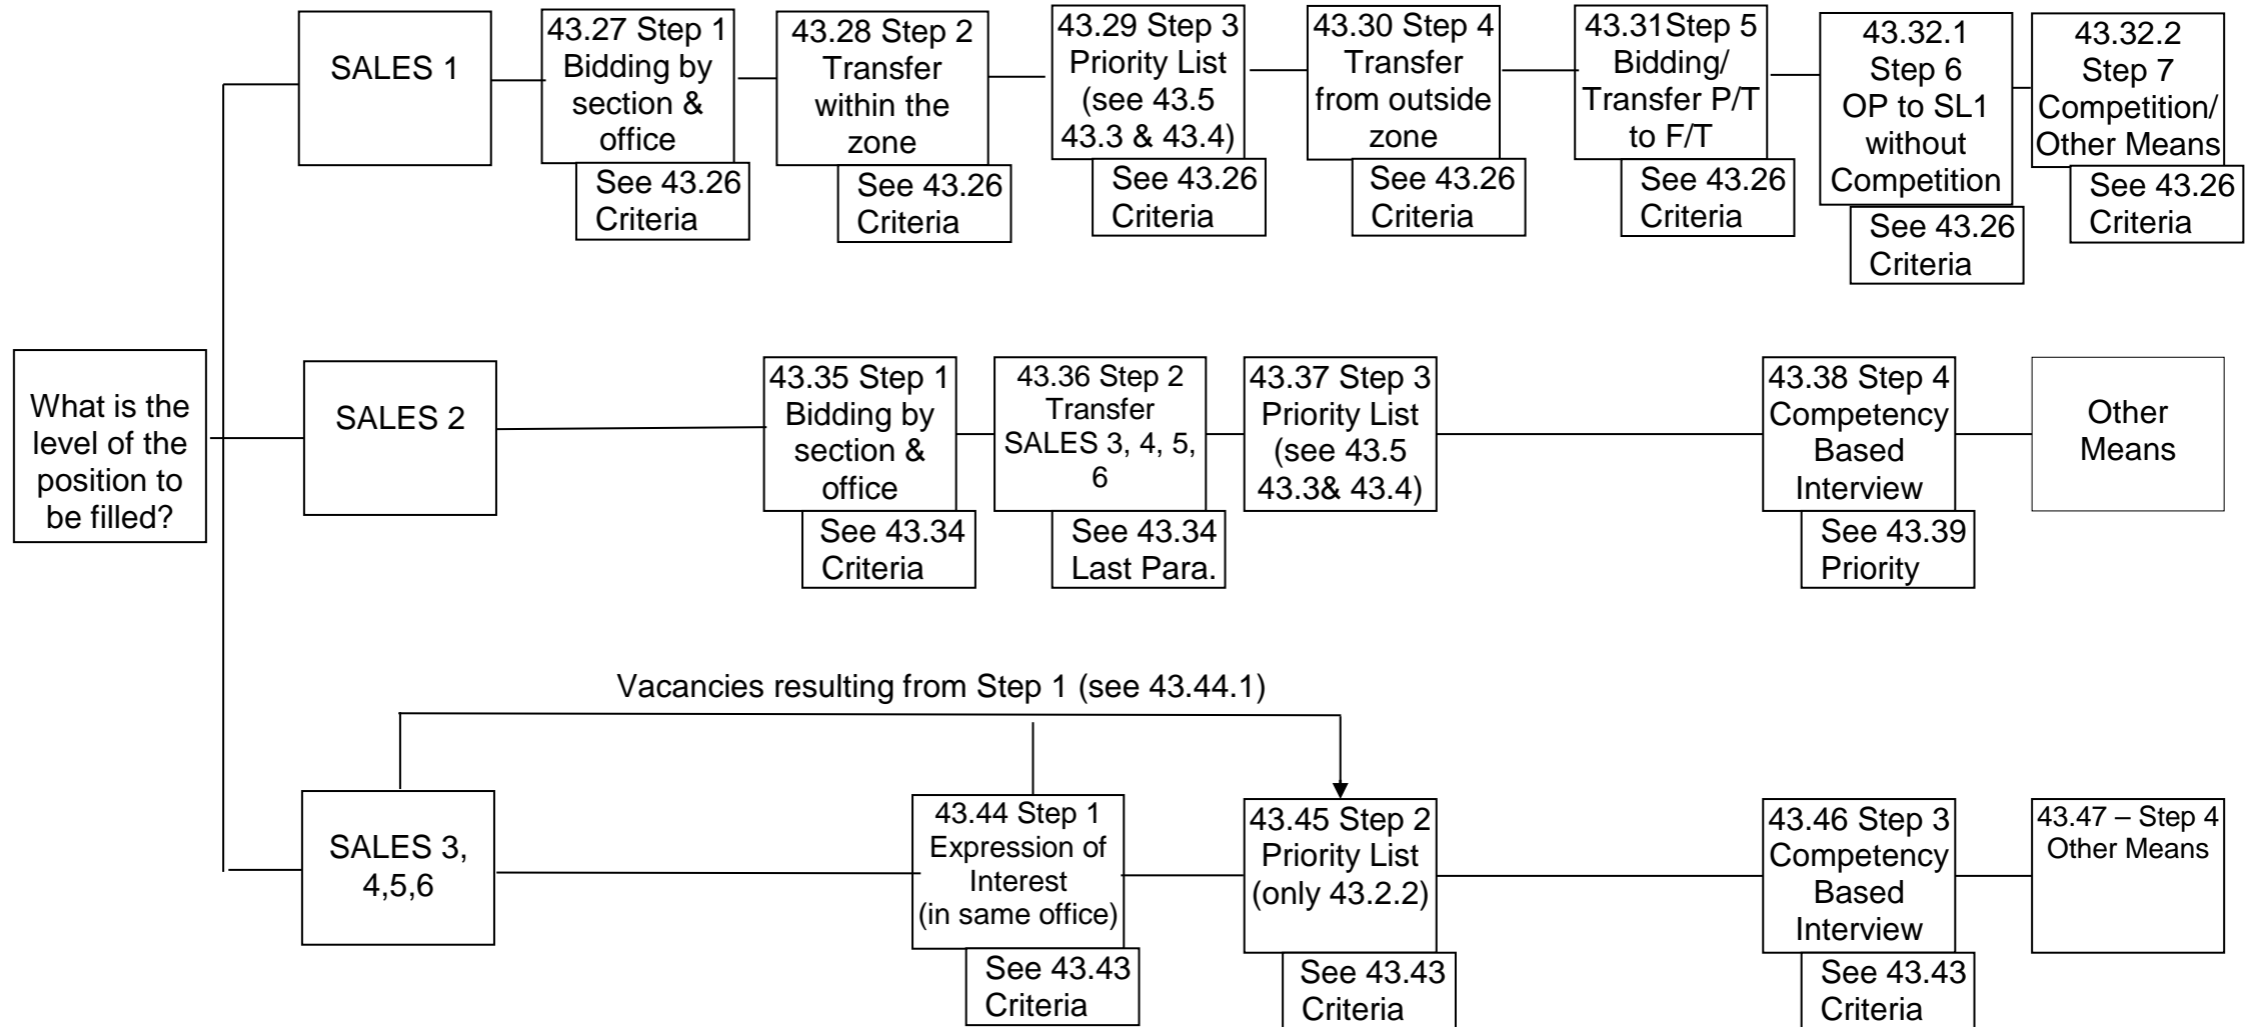 SALES 1
43.27 Step 1
Bidding by
section &
office
See 43.26
Criteria
43.28 Step 2
Transfer
within the
zone
See 43.26
Criteria
43.29 Step 3
Priority List
(see 43.5
43.3 & 43.4)
See 43.26
Criteria
43.30 Step 4
Transfer
from outside
zone
See 43.26
Criteria
43.31Step 5
Bidding/
Transfer P/T
to F/T
See 43.26
Criteria
43.32.1
Step 6
OP to SL1
without
Competition
See 43.26
Criteria
43.32.2
Step 7
Competition/
Other Means
See 43.26
Criteria
What is the
level of the
position to
be filled?
SALES 2
43.35 Step 1
Bidding by
section &
office
See 43.34
Criteria
43.36 Step 2
Transfer
SALES 3, 4, 5,
6
See 43.34
Last Para.
43.37 Step 3
Priority List
(see 43.5
43.3& 43.4)
43.38 Step 4
Competency
Based
Interview
See 43.39
Priority
Other
Means
Vacancies resulting from Step 1 (see 43.44.1)
SALES 3,
4,5,6
43.44 Step 1
Expression of
Interest
(in same office)
See 43.43
Criteria
43.45 Step 2
Priority List
(only 43.2.2)
See 43.43
Criteria
43.46 Step 3
Competency
Based
Interview
See 43.43
Criteria
43.47 – Step 4
Other Means